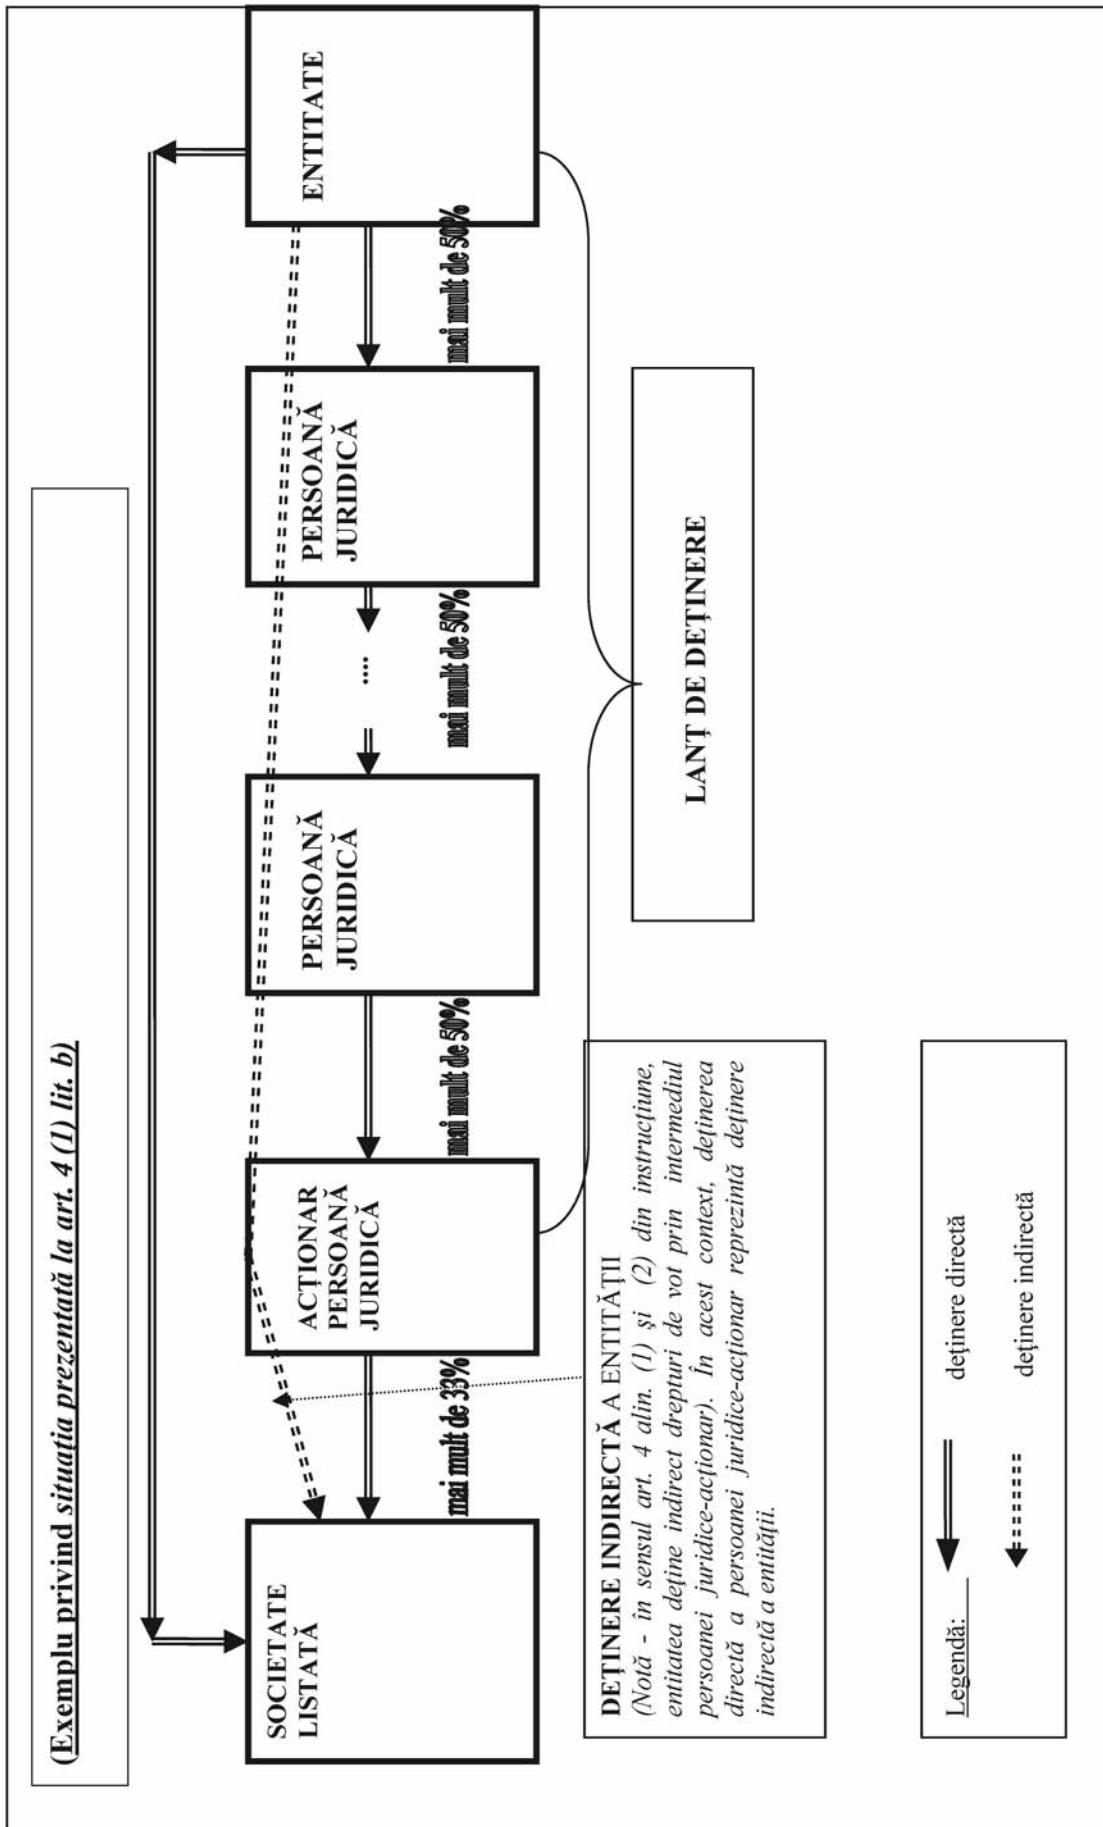 (Exemplu privind situația prezentată la art. 4 (1) lit. b)
SOCIETATE
LISTATĂ
mai mult de 33%
ACȚIONAR
PERSOANĂ
JURIDICĂ
mai mult de 50%
PERSOANĂ
JURIDICĂ
mai mult de 50%
....
PERSOANĂ
JURIDICĂ
mai mult de 50%
ENTITATE
DEȚINERE INDIRECTĂ A ENTITĂȚII
(Notă - în sensul art. 4 alin. (1) și (2) din instrucțiune,
entitatea deține indirect drepturi de vot prin intermediul
persoanei juridice-acționar). În acest context, deținerea
directă a persoanei juridice-acționar reprezintă deținere
indirectă a entității.
LANȚ DE DEȚINERE
Legendă:
deținere directă
deținere indirectă